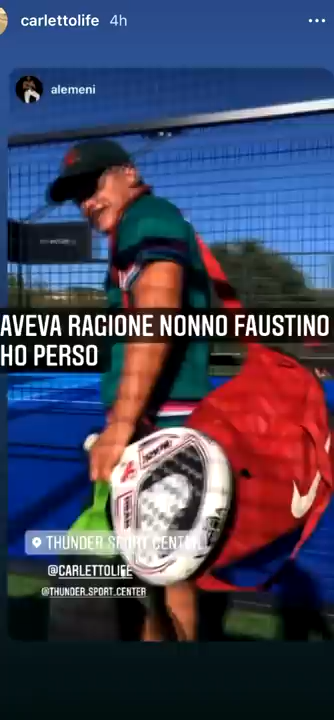 carlettolife 4h
alemeni
AVEVA RAGIONE NONNO FAUSTINO
HO PERSO
THUNDER SPORT CENTER
@CARLETTOLIFE
@THUNDER.SPORT.CENTER